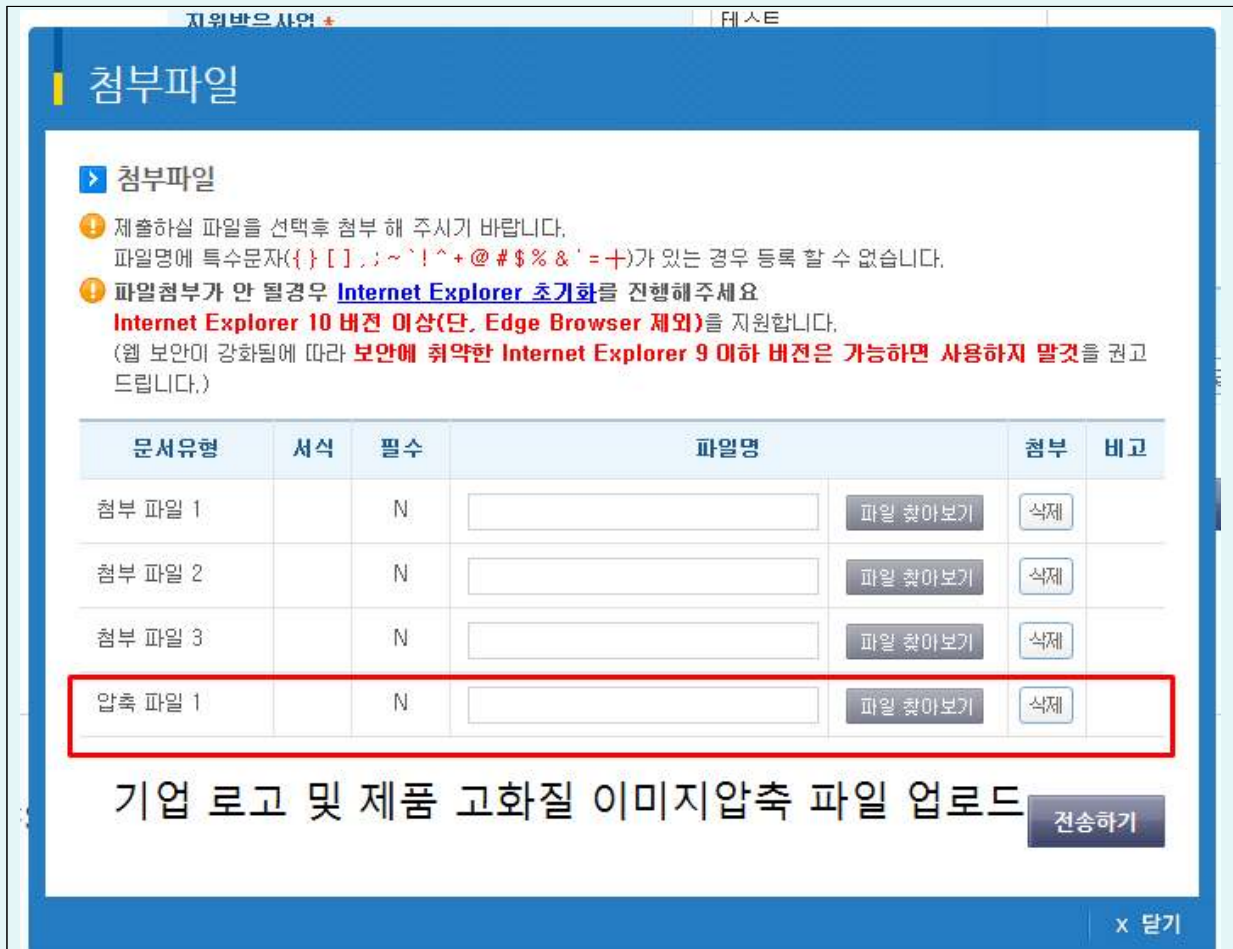 지원받은사업 * 테스트
첨부파일
첨부파일
제출하실 파일을 선택후 첨부 해 주시기 바랍니다.
파일명에 특수문자({ } [ ] , ; ~ ` ! ^ + @ # $ % & ' = ┼)가 있는 경우 등록 할 수 없습니다.
파일첨부가 안 될경우 Internet Explorer 초기화를 진행해주세요
Internet Explorer 10 버전 이상(단, Edge Browser 제외)을 지원합니다.
(웹 보안이 강화됨에 따라 보안에 취약한 Internet Explorer 9 이하 버전은 가능하면 사용하지 말것을 권고
드립니다.)
문서유형 서식 필수 파일명 첨부 비고
첨부 파일 1 N 파일 찾아보기 삭제
첨부 파일 2 N 파일 찾아보기 삭제
첨부 파일 3 N 파일 찾아보기 삭제
압축 파일 1 N 파일 찾아보기 삭제
기업 로고 및 제품 고화질 이미지압축 파일 업로드
전송하기
x 닫기